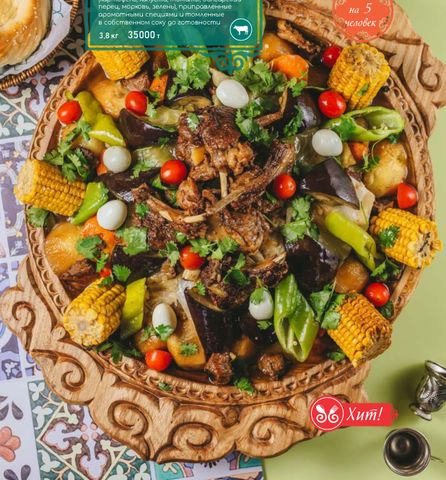 перец, морковь, зелень), приправленные
ароматными специями и томленные
в собственном соку до готовности
3,8 кг 35000 т
на 5
человек
Хит!